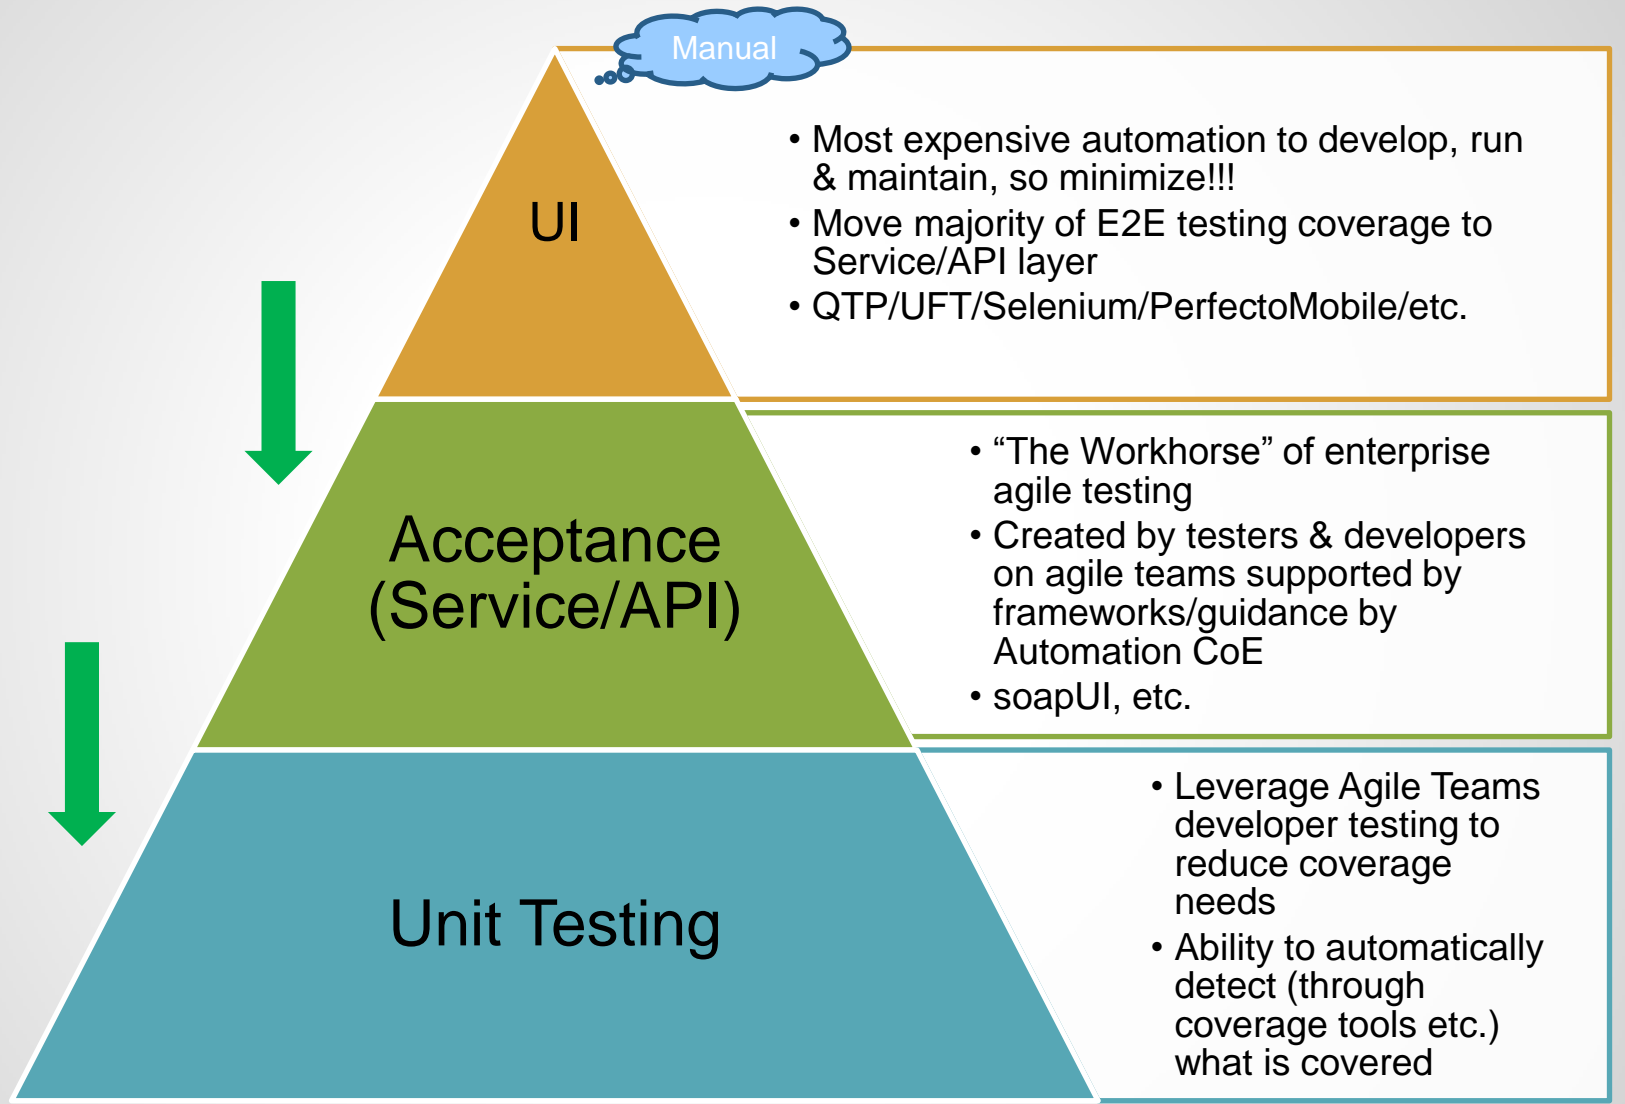 Manual
UI
• Most expensive automation to develop, run
& maintain, so minimize!!!
• Move majority of E2E testing coverage to
Service/API layer
• QTP/UFT/Selenium/PerfectoMobile/etc.
Acceptance
(Service/API)
• “The Workhorse” of enterprise
agile testing
• Created by testers & developers
on agile teams supported by
frameworks/guidance by
Automation CoE
• soapUI, etc.
Unit Testing
• Leverage Agile Teams
developer testing to
reduce coverage
needs
• Ability to automatically
detect (through
coverage tools etc.)
what is covered